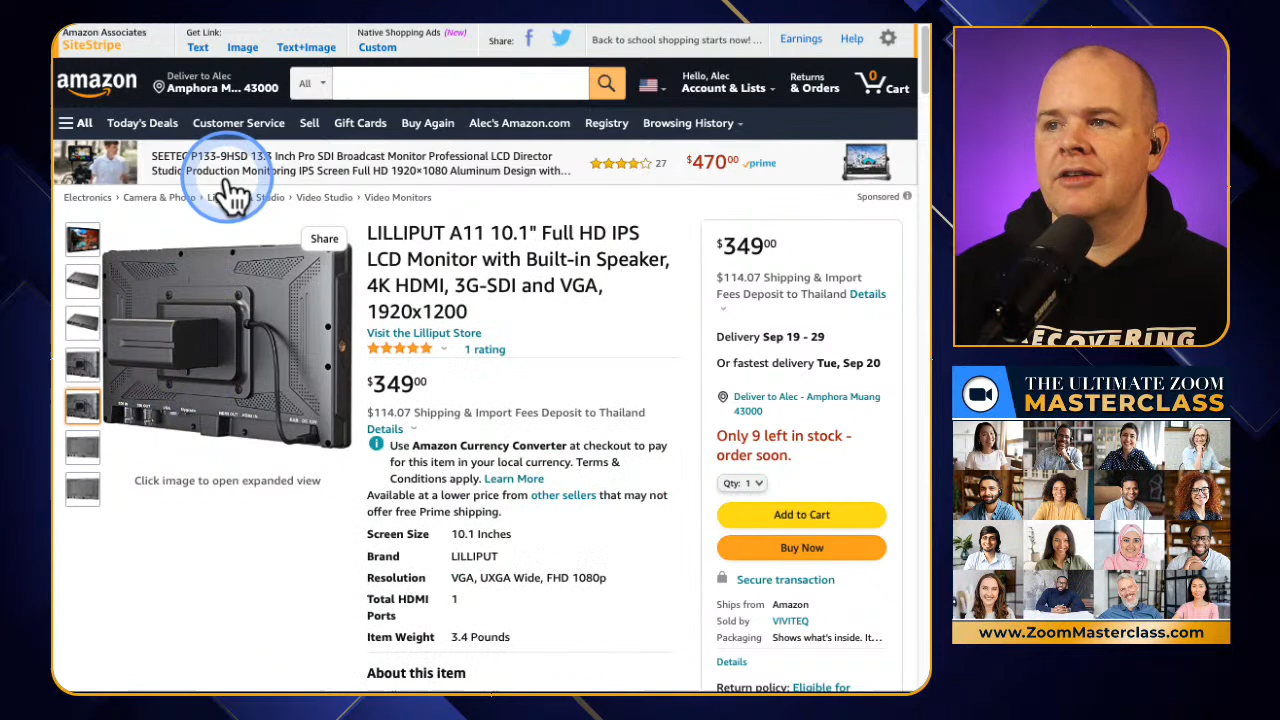 Amazon Associates
SiteStripe
Get Link:
Text Image Text+Image
Native Shopping Ads (New)
Custom
Share:
Back to school shopping starts now! ...
Earnings Help
amazon
Deliver to Alec
Amphora M... 43000
All
Hello, Alec
Account & Lists
Returns
& Orders
0
Cart
All Today's Deals Customer Service Sell Gift Cards Buy Again Alec's Amazon.com Registry Browsing History
SEETEC P133-9HSD 13.3 Inch Pro SDI Broadcast Monitor Professional LCD Director
Studio Production Monitoring IPS Screen Full HD 1920×1080 Aluminum Design with...
27
$47000
prime
Electronics › Camera & Photo › Studio › Video Studio › Video Monitors
Sponsored
Share
Click image to open expanded view
LILLIPUT A11 10.1" Full HD IPS
LCD Monitor with Built-in Speaker,
4K HDMI, 3G-SDI and VGA,
1920x1200
Visit the Lilliput Store
1 rating
$34900
$114.07 Shipping & Import Fees Deposit to Thailand
Details
Use Amazon Currency Converter at checkout to pay
for this item in your local currency. Terms &
Conditions apply. Learn More
Available at a lower price from other sellers that may not
offer free Prime shipping.
Screen Size 10.1 Inches
Brand LILLIPUT
Resolution VGA, UXGA Wide, FHD 1080p
Total HDMI
Ports
1
Item Weight 3.4 Pounds
About this item
$34900
$114.07 Shipping & Import
Fees Deposit to Thailand Details
Delivery Sep 19 - 29
Or fastest delivery Tue, Sep 20
Deliver to Alec - Amphora Muang
43000
Only 9 left in stock -
order soon.
Qty: 1
Add to Cart
Buy Now
Secure transaction
Ships from Amazon
Sold by VIVITEQ
Packaging Shows what's inside. It...
Details
Return policy: Eligible for
RECOVERING
THE ULTIMATE ZOOM
MASTERCLASS
www.ZoomMasterclass.com